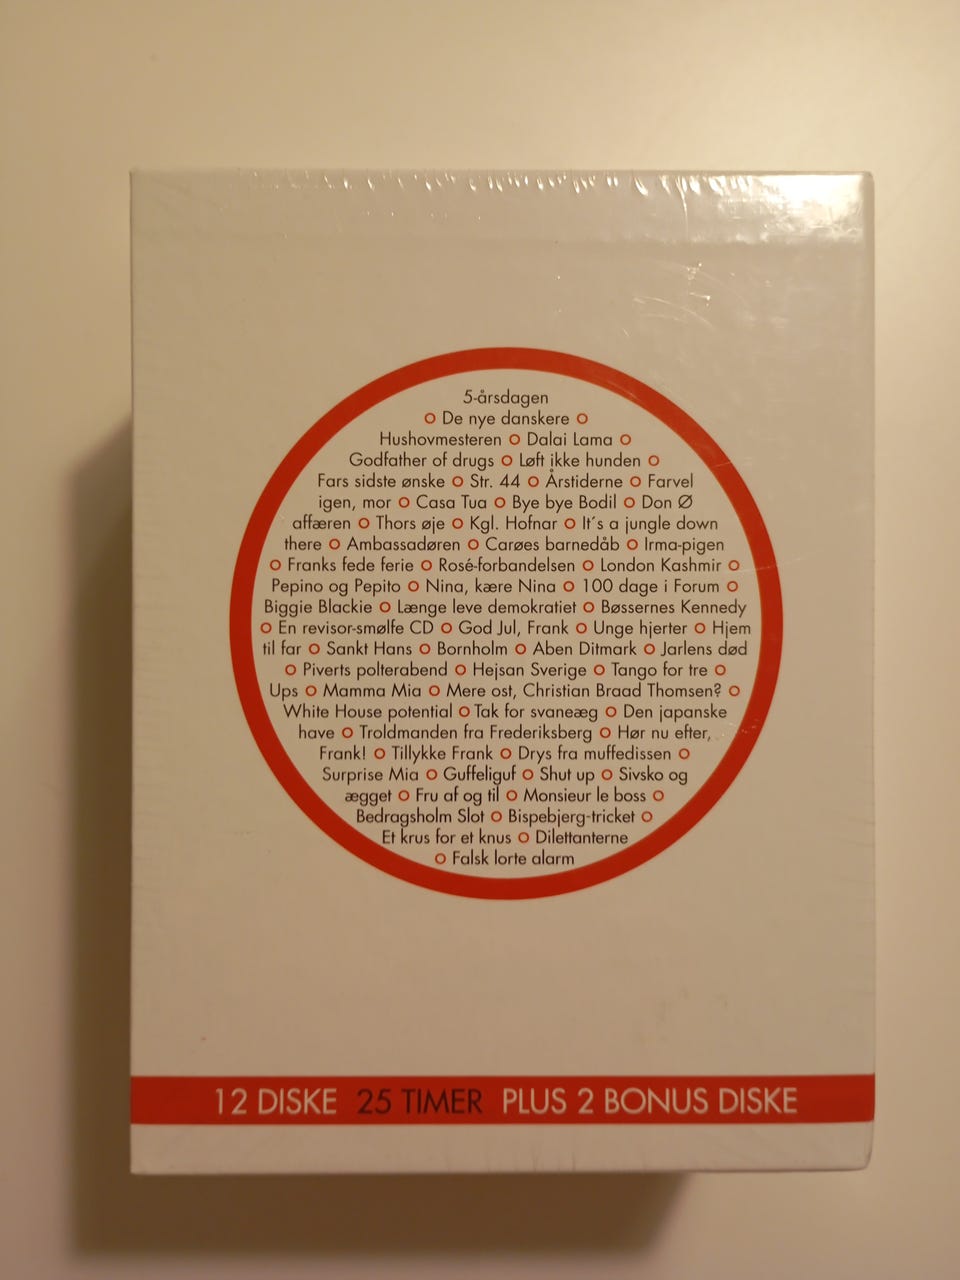 5-årsdagen
o De nye danskere o
Hushovmesteren o Dalai Lama o
Godfather of drugs o Løft ikke hunden o
Fars sidste ønske o Str. 44 o Årstiderne o Farvel
igen, mor o Casa Tua o Bye bye Bodil o Don Ø
affæren o Thors øje o Kgl. Hofnar o It´s a jungle down
there o Ambassadøren o Carøes barnedåb o Irma-pigen
o Franks fede ferie o Rosé-forbandelsen o London Kashmir o
Pepino og Pepito o Nina, kære Nina o 100 dage i Forum o
Biggie Blackie o Længe leve demokratiet o Bøssernes Kennedy
o En revisor-smølfe CD o God Jul, Frank o Unge hjerter o Hjem
til far o Sankt Hans o Bornholm o Aben Ditmark o Jarlens død
o Piverts polterabend o Hejsan Sverige o Tango for tre o
Ups o Mamma Mia o Mere ost, Christian Braad Thomsen? o
White House potential o Tak for svaneæg o Den japanske
have o Troldmanden fra Frederiksberg o Hør nu efter,
Frank! o Tillykke Frank o Drys fra muffedissen o
Surprise Mia o Guffeliguf o Shut up o Sivsko og
ægget o Fru af og til o Monsieur le boss o
Bedragsholm Slot o Bispebjerg-tricket o
Et krus for et knus o Dilettanterne
o Falsk lorte alarm
12 DISKE 25 TIMER PLUS 2 BONUS DISKE